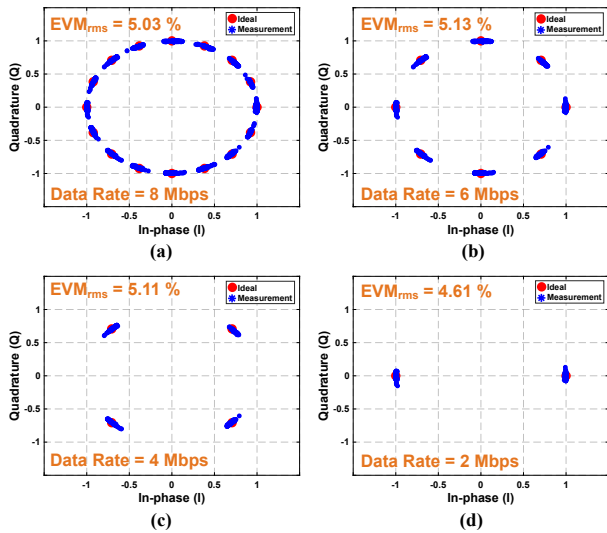 EVMrms = 5.03 %
Ideal
Measurement
1
0.5
0
-0.5
-1
Quadrature (Q)
Data Rate = 8 Mbps
-1 -0.5 0 0.5 1
In-phase (I)
(a)
EVMrms = 5.13 %
Ideal
Measurement
1
0.5
0
-0.5
-1
Quadrature (Q)
Data Rate = 6 Mbps
-1 -0.5 0 0.5 1
In-phase (I)
(b)
EVMrms = 5.11 %
Ideal
Measurement
1
0.5
0
-0.5
-1
Quadrature (Q)
Data Rate = 4 Mbps
-1 -0.5 0 0.5 1
In-phase (I)
(c)
EVMrms = 4.61 %
Ideal
Measurement
1
0.5
0
-0.5
-1
Quadrature (Q)
Data Rate = 2 Mbps
-1 -0.5 0 0.5 1
In-phase (I)
(d)